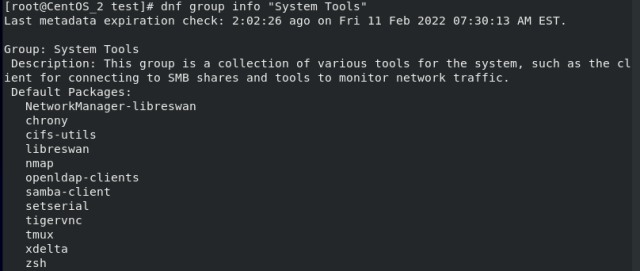 [root@CentOS_2 test]# dnf group info "System Tools"
Last metadata expiration check: 2:02:26 ago on Fri 11 Feb 2022 07:30:13 AM EST.
Group: System Tools
Description: This group is a collection of various tools for the system, such as the cl
ient for connecting to SMB shares and tools to monitor network traffic.
Default Packages:
NetworkManager-libreswan
chrony
cifs-utils
libreswan
nmap
openldap-clients
samba-client
setserial
tigervnc
tmux
xdelta
zsh